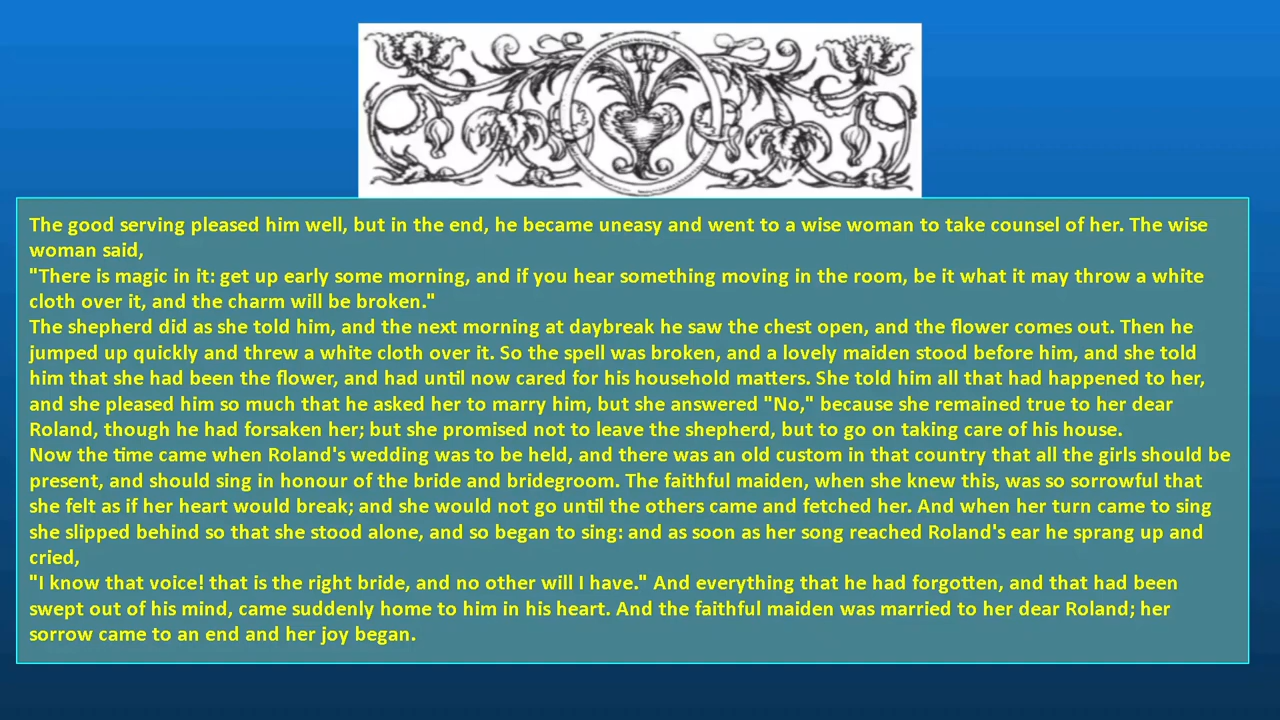 The good serving pleased him well, but in the end, he became uneasy and went to a wise woman to take counsel of her. The wise
woman said,
"There is magic in it: get up early some morning, and if you hear something moving in the room, be it what it may throw a white
cloth over it, and the charm will be broken."
The shepherd did as she told him, and the next morning at daybreak he saw the chest open, and the flower comes out. Then he
jumped up quickly and threw a white cloth over it. So the spell was broken, and a lovely maiden stood before him, and she told
him that she had been the flower, and had until now cared for his household matters. She told him all that had happened to her,
and she pleased him so much that he asked her to marry him, but she answered "No," because she remained true to her dear
Roland, though he had forsaken her; but she promised not to leave the shepherd, but to go on taking care of his house.
Now the time came when Roland's wedding was to be held, and there was an old custom in that country that all the girls should be
present, and should sing in honour of the bride and bridegroom. The faithful maiden, when she knew this, was so sorrowful that
she felt as if her heart would break; and she would not go until the others came and fetched her. And when her turn came to sing
she slipped behind so that she stood alone, and so began to sing: and as soon as her song reached Roland's ear he sprang up and
cried,
"I know that voice! that is the right bride, and no other will I have." And everything that he had forgotten, and that had been
swept out of his mind, came suddenly home to him in his heart. And the faithful maiden was married to her dear Roland; her
sorrow came to an end and her joy began.